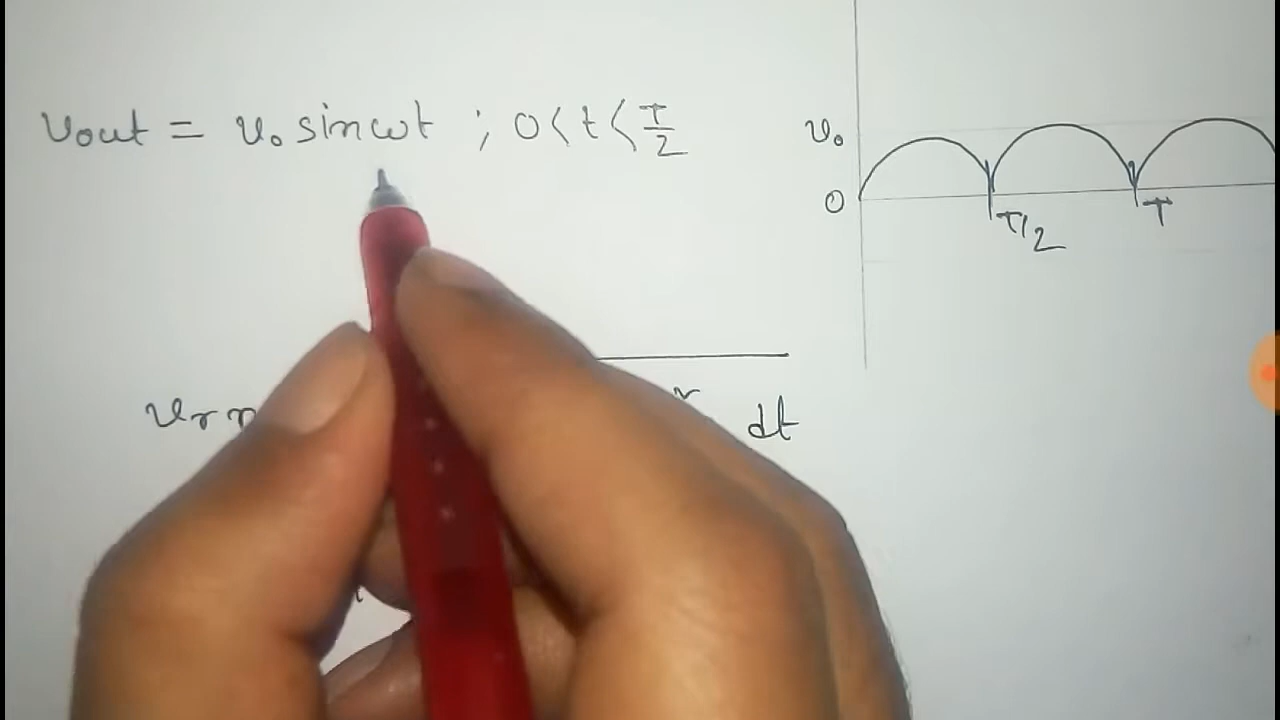 vout = v₀ sinωt ; 0 < t < T/2
v₀
0
T/2
T
dt